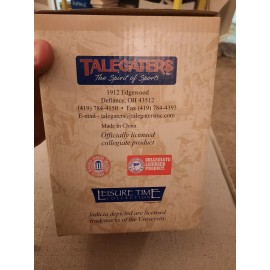 TALEGATERS
The Spirit of Sports
1912 Edgewood
Defiance, OH 43512
(419) 784-4150 • Fax (419) 784-4393
E-mail - talegaters@talegatersinc.com
Made in China
Officially licensed
collegiate product
COLLEGIATE
LICENSED
PRODUCT
LEISURE TIME
Indicia depicted are licensed
trademarks of the University.